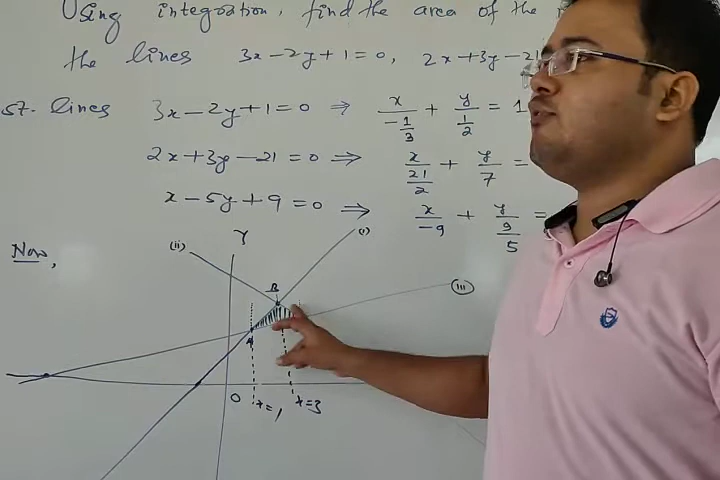 Using integration, find the area of the
the lines 3x-2y+1=0, 2x+3y-21
st. lines 3x-2y+1=0 ⇒ x/(-1/3) + y/(1/2) = 1
2x+3y-21=0 ⇒ x/(21/2) + y/7 =
x-5y+9=0 ⇒ x/-9 + y/(9/5) =
Now,
(ii) Y (i)
B (iii)
A
O x=1 x=3